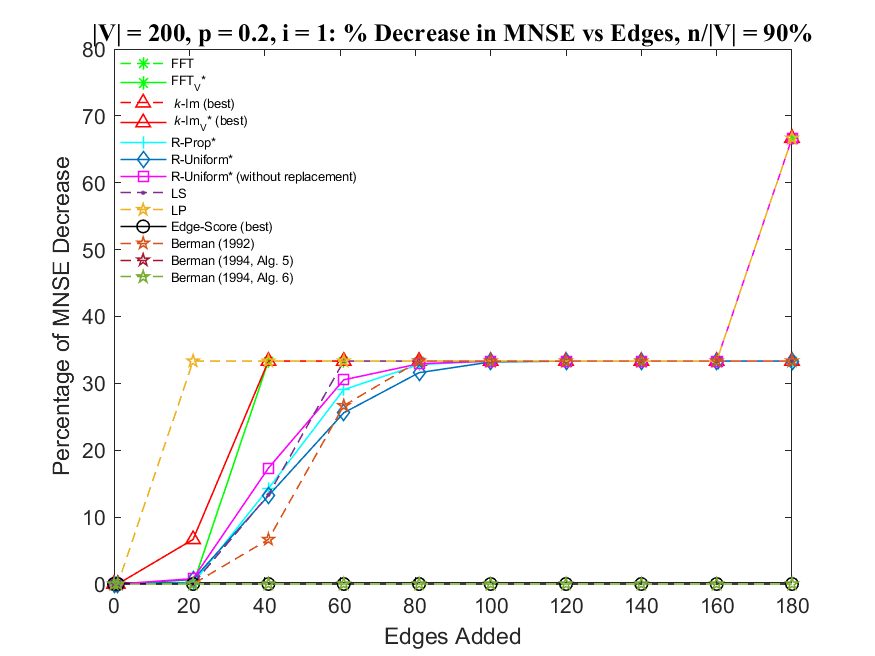 |V| = 200, p = 0.2, i = 1: % Decrease in MNSE vs Edges, n/|V| = 90%
80
70
60
50
40
30
20
10
0
Percentage of MNSE Decrease
FFT
FFT_V*
k-Im (best)
k-Im_V* (best)
R-Prop*
R-Uniform*
R-Uniform* (without replacement)
LS
LP
Edge-Score (best)
Berman (1992)
Berman (1994, Alg. 5)
Berman (1994, Alg. 6)
0 20 40 60 80 100 120 140 160 180
Edges Added